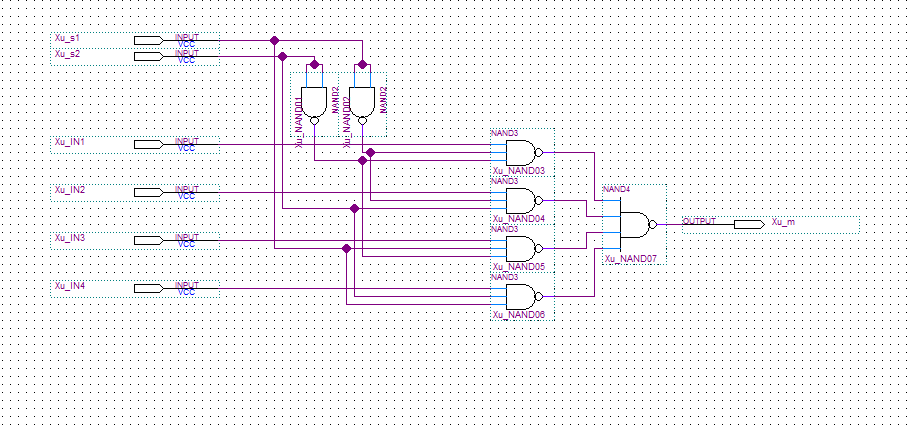 Xu_s1
INPUT
VCC
Xu_s2
INPUT
VCC
Xu_NAND01
NAND2
Xu_NAND02
NAND2
Xu_IN1
INPUT
VCC
NAND3
Xu_NAND03
Xu_IN2
INPUT
VCC
NAND3
Xu_NAND04
NAND4
Xu_NAND07
OUTPUT
Xu_m
Xu_IN3
INPUT
VCC
NAND3
Xu_NAND05
Xu_IN4
INPUT
VCC
NAND3
Xu_NAND06